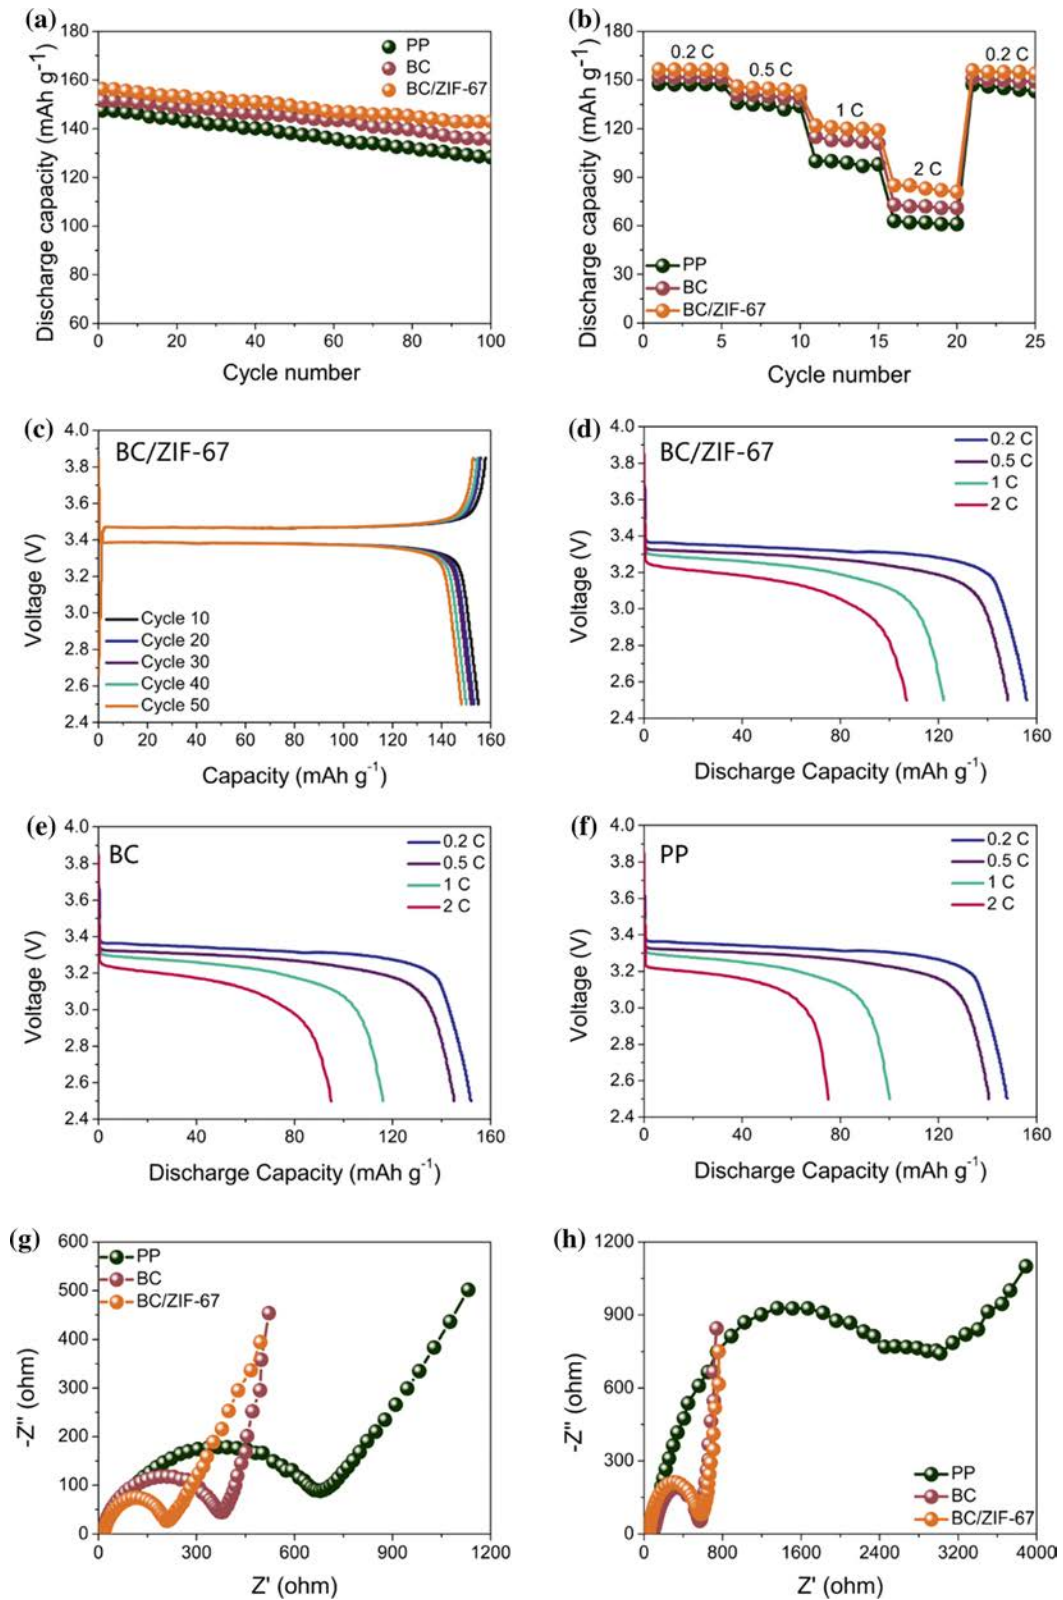 (a)
180
160
140
120
100
80
60
Discharge capacity (mAh g⁻¹)
PP
BC
BC/ZIF-67
0 20 40 60 80 100
Cycle number
(b)
180
150
120
90
60
30
0
Discharge capacity (mAh g⁻¹)
0.2 C
0.5 C
1 C
2 C
0.2 C
PP
BC
BC/ZIF-67
0 5 10 15 20 25
Cycle number
(c)
4.0
3.8
3.6
3.4
3.2
3.0
2.8
2.6
2.4
Voltage (V)
BC/ZIF-67
Cycle 10
Cycle 20
Cycle 30
Cycle 40
Cycle 50
0 20 40 60 80 100 120 140 160
Capacity (mAh g⁻¹)
(d)
4.0
3.8
3.6
3.4
3.2
3.0
2.8
2.6
2.4
Voltage (V)
BC/ZIF-67
0.2 C
0.5 C
1 C
2 C
0 40 80 120 160
Discharge Capacity (mAh g⁻¹)
(e)
4.0
3.8
3.6
3.4
3.2
3.0
2.8
2.6
2.4
Voltage (V)
BC
0.2 C
0.5 C
1 C
2 C
0 40 80 120 160
Discharge Capacity (mAh g⁻¹)
(f)
4.0
3.8
3.6
3.4
3.2
3.0
2.8
2.6
2.4
Voltage (V)
PP
0.2 C
0.5 C
1 C
2 C
0 40 80 120 160
Discharge Capacity (mAh g⁻¹)
(g)
600
500
400
300
200
100
0
-Z" (ohm)
PP
BC
BC/ZIF-67
0 300 600 900 1200
Z' (ohm)
(h)
1200
900
600
300
0
-Z" (ohm)
PP
BC
BC/ZIF-67
0 800 1600 2400 3200 4000
Z' (ohm)